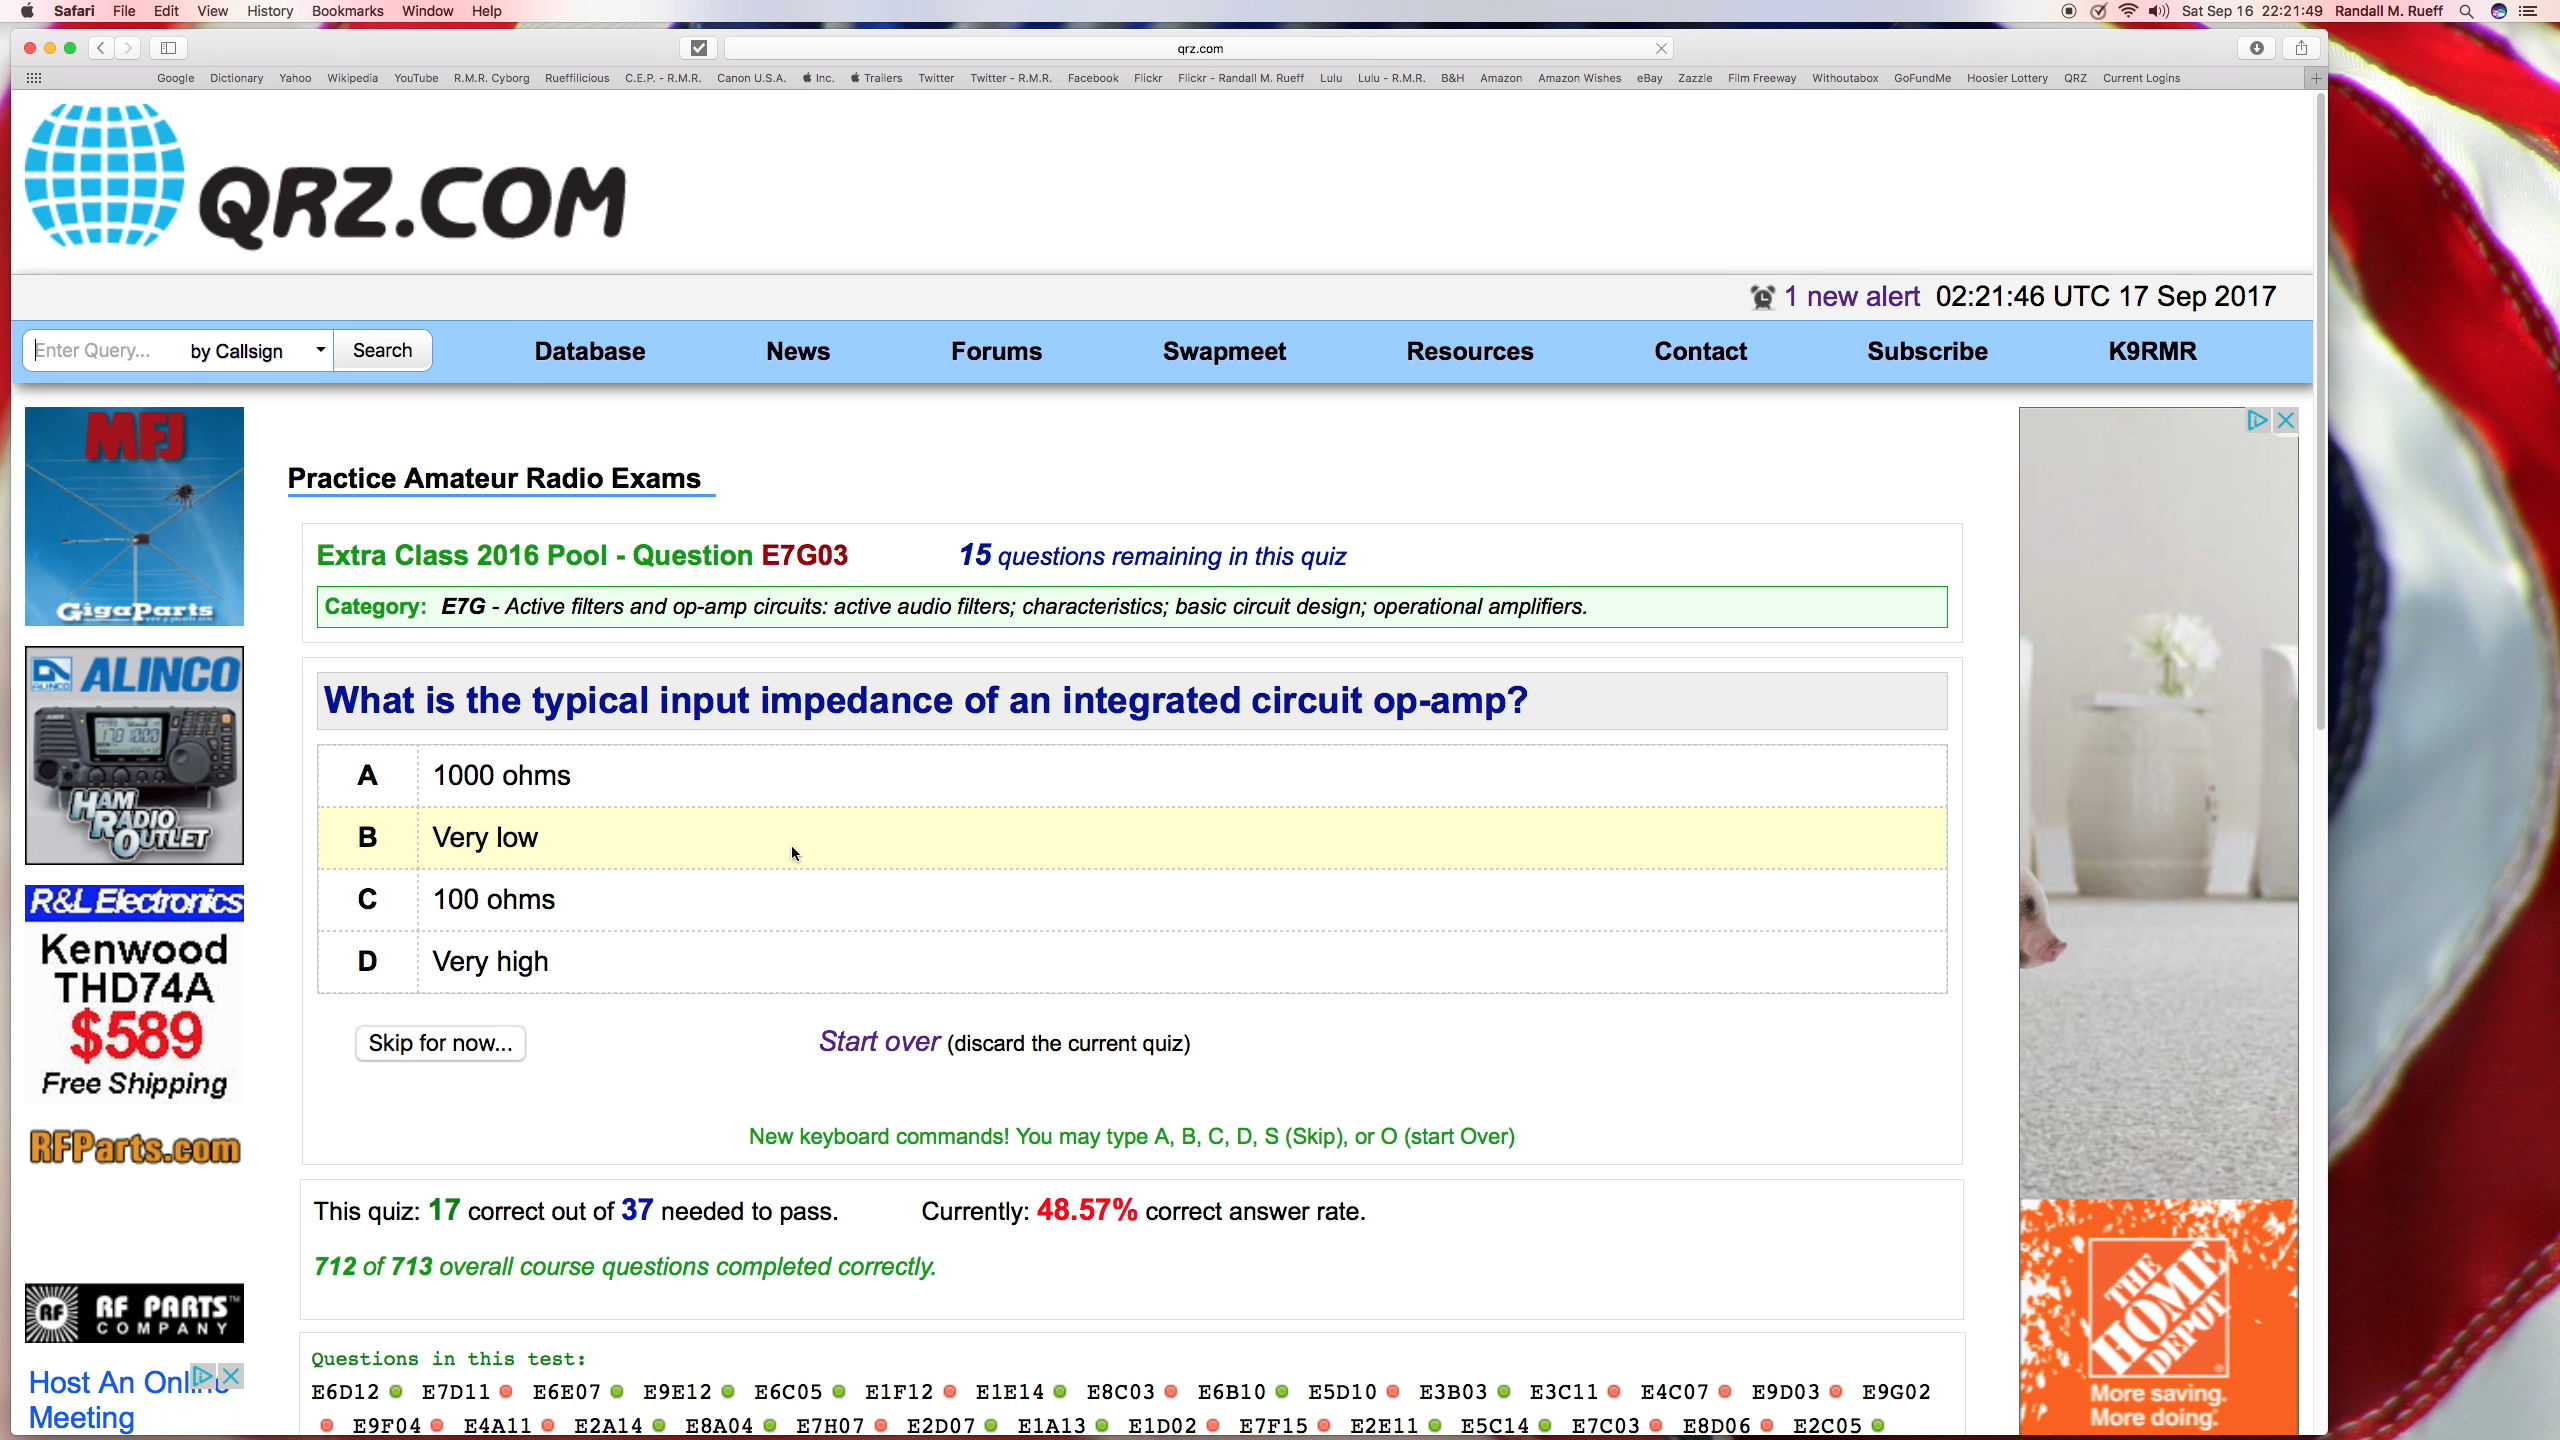 Safari File Edit View History Bookmarks Window Help
Sat Sep 16 22:21:49 Randall M. Rueff
qrz.com
Google Dictionary Yahoo Wikipedia YouTube R.M.R. Cyborg Rueffilicious C.E.P. - R.M.R. Canon U.S.A. Inc. Trailers Twitter Twitter - R.M.R. Facebook Flickr Flickr - Randall M. Rueff Lulu Lulu - R.M.R. B&H Amazon Amazon Wishes eBay Zazzle Film Freeway Withoutabox GoFundMe Hoosier Lottery QRZ Current Logins
QRZ.COM
1 new alert 02:21:46 UTC 17 Sep 2017
Enter Query... by Callsign Search Database News Forums Swapmeet Resources Contact Subscribe K9RMR
MFJ
GigaParts
ALINCO
HAM RADIO OUTLET
R&L Electronics
Kenwood
THD74A
$589
Free Shipping
RFParts.com
RF PARTS
COMPANY
Host An Online
Meeting
Practice Amateur Radio Exams
Extra Class 2016 Pool - Question E7G03 15 questions remaining in this quiz
Category: E7G - Active filters and op-amp circuits: active audio filters; characteristics; basic circuit design; operational amplifiers.
What is the typical input impedance of an integrated circuit op-amp?
A 1000 ohms
B Very low
C 100 ohms
D Very high
Skip for now... Start over (discard the current quiz)
New keyboard commands! You may type A, B, C, D, S (Skip), or O (start Over)
This quiz: 17 correct out of 37 needed to pass. Currently: 48.57% correct answer rate.
712 of 713 overall course questions completed correctly.
Questions in this test:
E6D12 E7D11 E6E07 E9E12 E6C05 E1F12 E1E14 E8C03 E6B10 E5D10 E3B03 E3C11 E4C07 E9D03 E9G02
E9F04 E4A11 E2A14 E8A04 E7H07 E2D07 E1A13 E1D02 E7F15 E2E11 E5C14 E7C03 E8D06 E2C05
THE HOME DEPOT
More saving.
More doing.